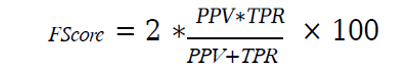 FScore = 2 * PPV*TPR / PPV+TPR × 100